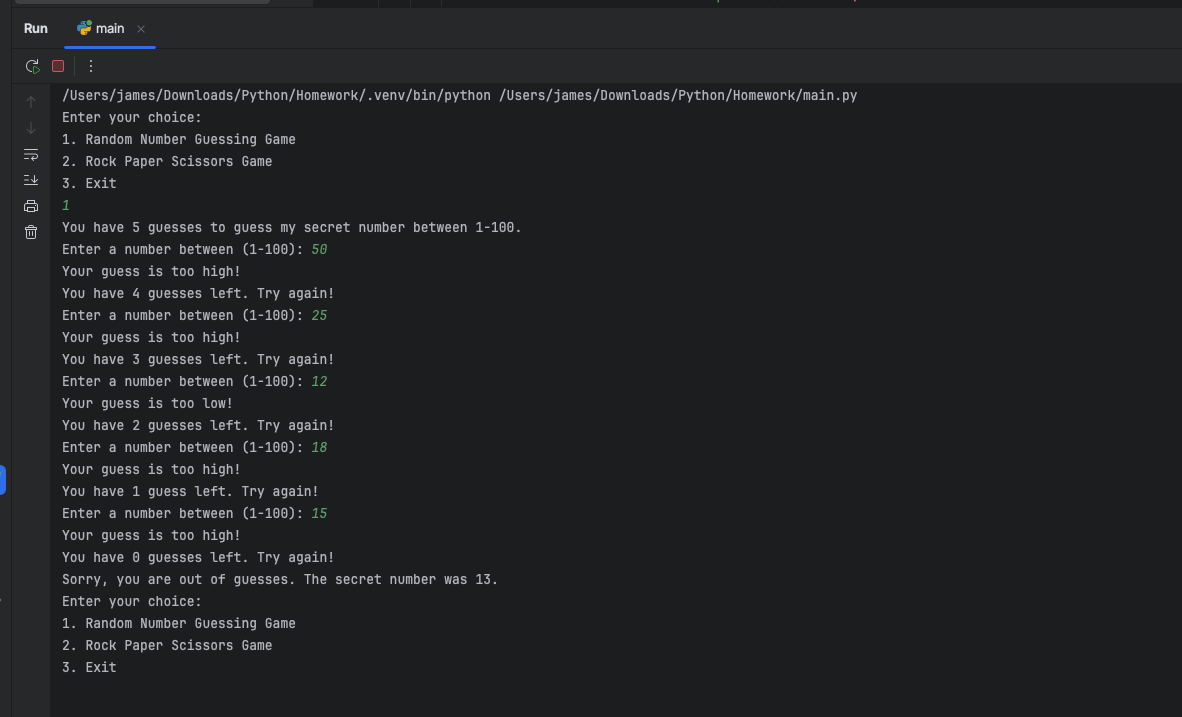 Run main
/Users/james/Downloads/Python/Homework/.venv/bin/python /Users/james/Downloads/Python/Homework/main.py
Enter your choice:
1. Random Number Guessing Game
2. Rock Paper Scissors Game
3. Exit
1
You have 5 guesses to guess my secret number between 1-100.
Enter a number between (1-100): 50
Your guess is too high!
You have 4 guesses left. Try again!
Enter a number between (1-100): 25
Your guess is too high!
You have 3 guesses left. Try again!
Enter a number between (1-100): 12
Your guess is too low!
You have 2 guesses left. Try again!
Enter a number between (1-100): 18
Your guess is too high!
You have 1 guess left. Try again!
Enter a number between (1-100): 15
Your guess is too high!
You have 0 guesses left. Try again!
Sorry, you are out of guesses. The secret number was 13.
Enter your choice:
1. Random Number Guessing Game
2. Rock Paper Scissors Game
3. Exit